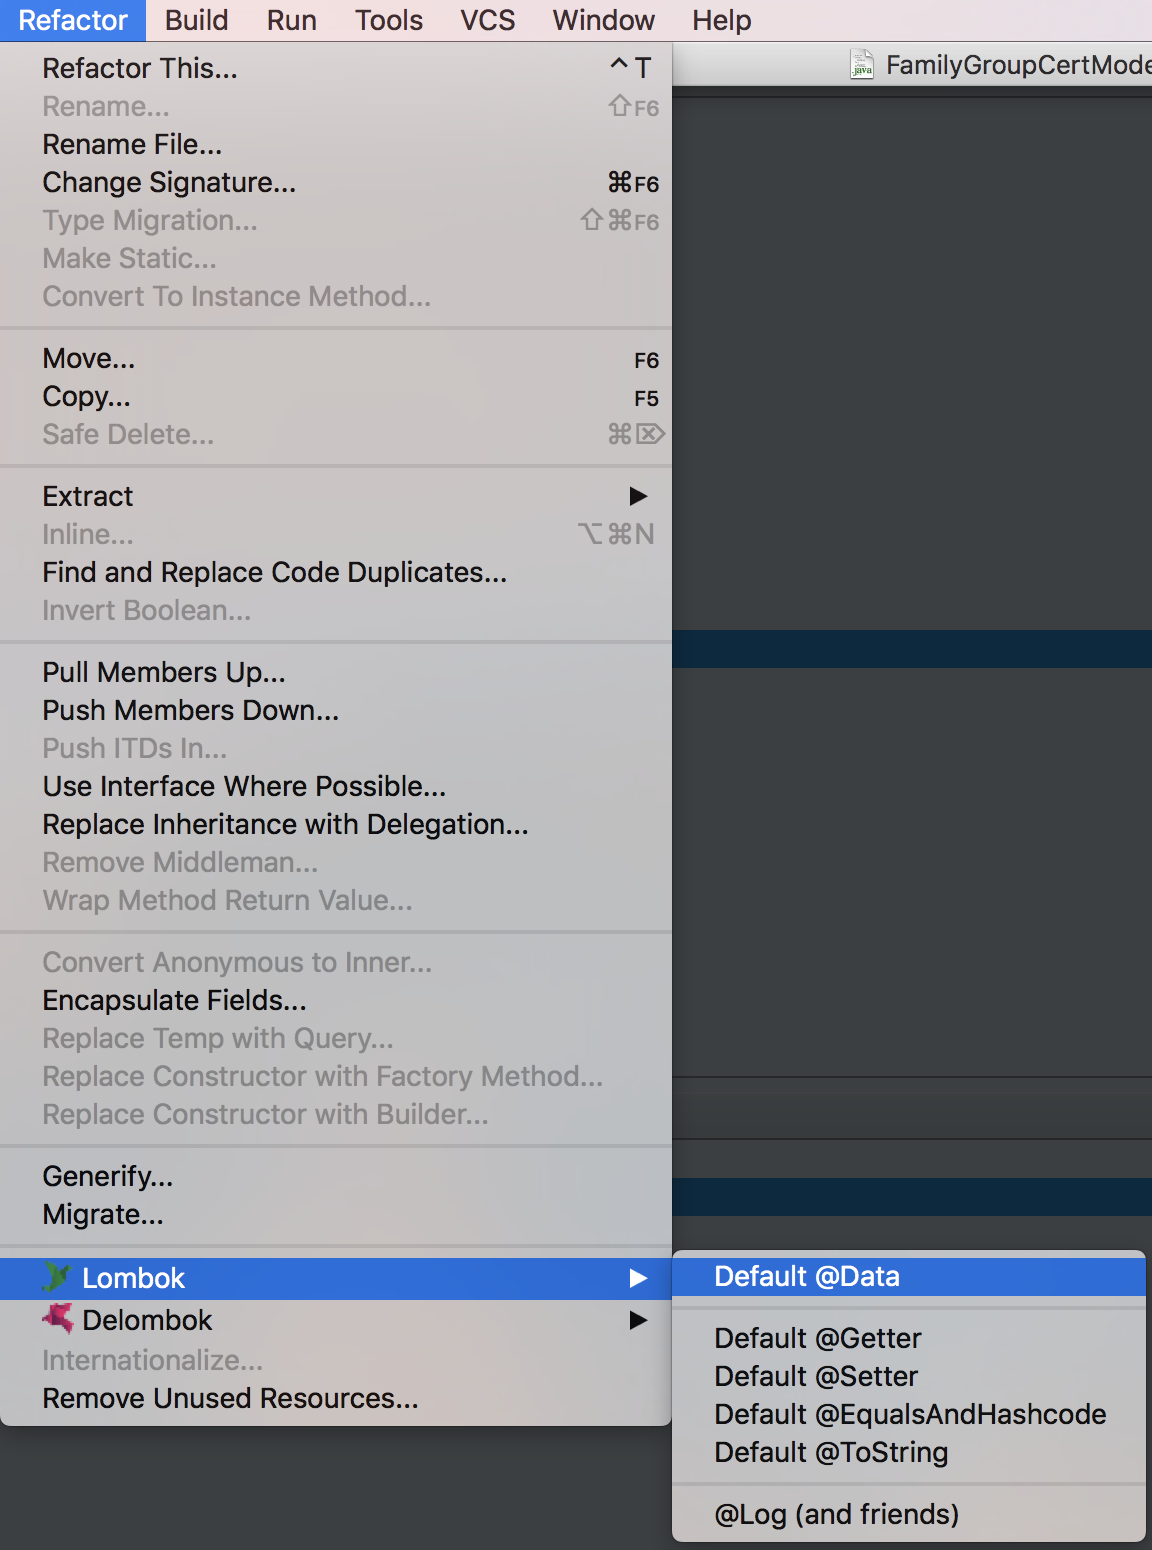 Refactor Build Run Tools VCS Window Help
FamilyGroupCertMode
Refactor This... ^ T
Rename... ⇧F6
Rename File...
Change Signature... ⌘F6
Type Migration... ⇧⌘F6
Make Static...
Convert To Instance Method...
Move... F6
Copy... F5
Safe Delete... ⌘⌦
Extract ▶
Inline... ⌥⌘N
Find and Replace Code Duplicates...
Invert Boolean...
Pull Members Up...
Push Members Down...
Push ITDs In...
Use Interface Where Possible...
Replace Inheritance with Delegation...
Remove Middleman...
Wrap Method Return Value...
Convert Anonymous to Inner...
Encapsulate Fields...
Replace Temp with Query...
Replace Constructor with Factory Method...
Replace Constructor with Builder...
Generify...
Migrate...
Lombok ▶
Delombok ▶
Internationalize...
Remove Unused Resources...
Default @Data
Default @Getter
Default @Setter
Default @EqualsAndHashcode
Default @ToString
@Log (and friends)